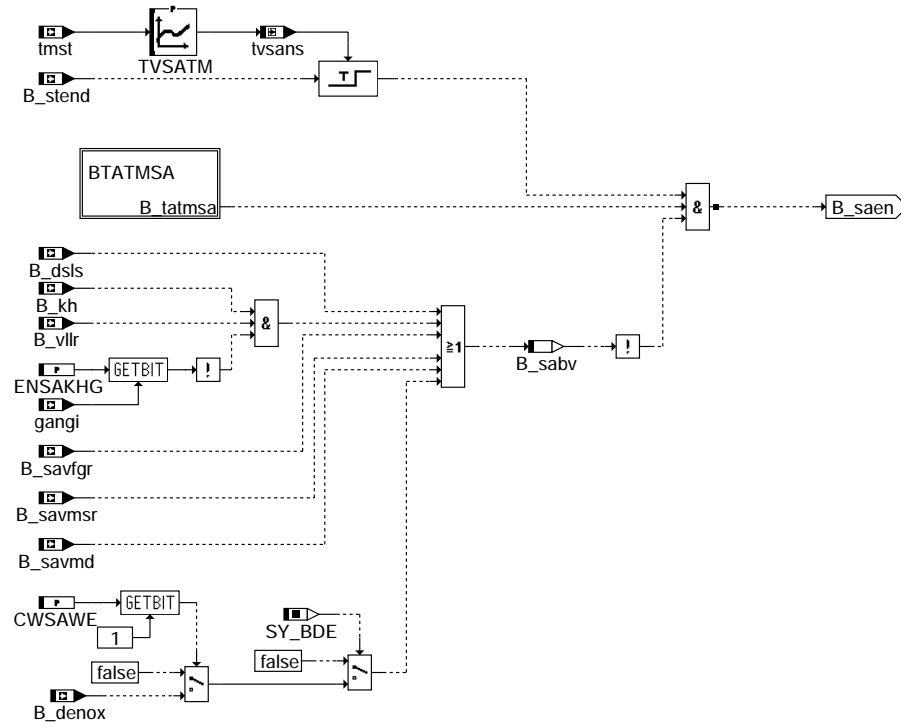 P
tmst
TVSATM
tvsans
B_stend
T
BTATMSA
B_tatmsa
&
B_saen
B_dsls
B_kh
B_vllr
&
≧1
B_sabv
!
P
ENSAKHG
GETBIT
!
gangi
B_savfgr
B_savmsr
B_savmd
P
CWSAWE
GETBIT
1
SY_BDE
false
false
B_denox